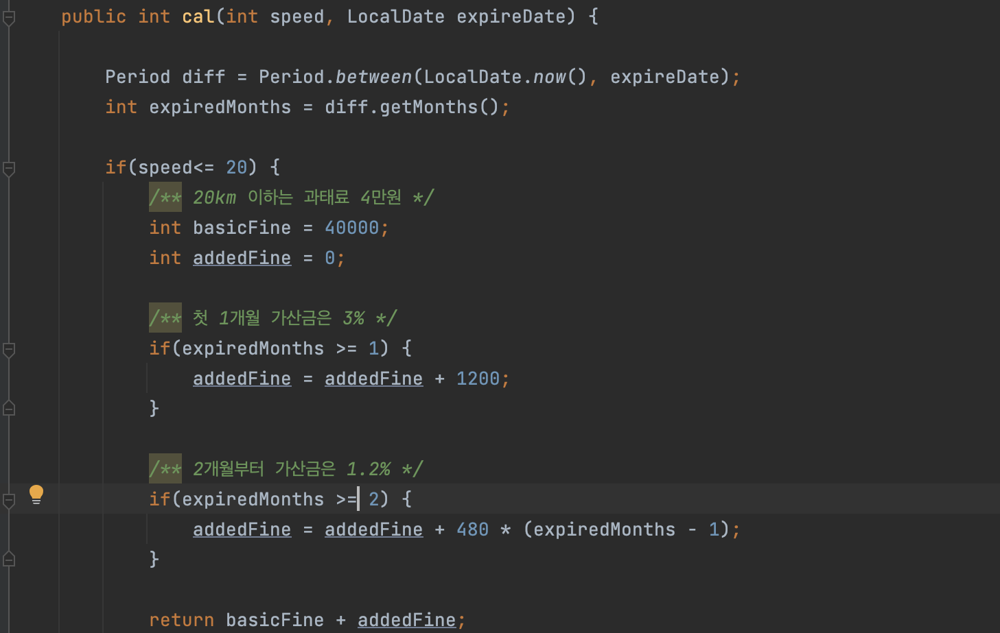 public int cal(int speed, LocalDate expireDate) {
Period diff = Period.between(LocalDate.now(), expireDate);
int expiredMonths = diff.getMonths();
if(speed<= 20) {
/** 20km 이하는 과태료 4만원 */
int basicFine = 40000;
int addedFine = 0;
/** 첫 1개월 가산금은 3% */
if(expiredMonths >= 1) {
addedFine = addedFine + 1200;
}
/** 2개월부터 가산금은 1.2% */
if(expiredMonths >= 2) {
addedFine = addedFine + 480 * (expiredMonths - 1);
}
return basicFine + addedFine;